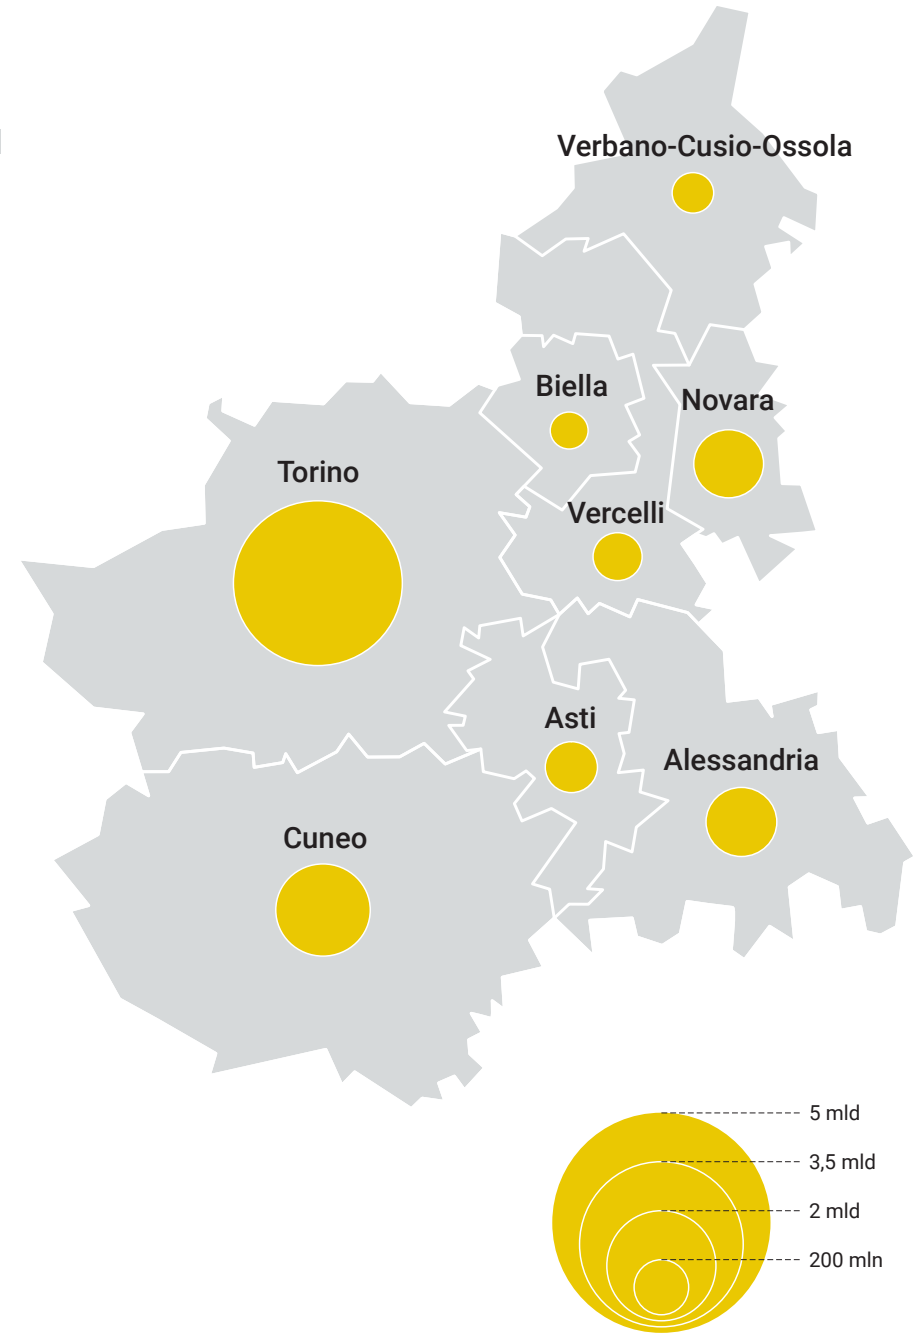 Verbano-Cusio-Ossola
Biella
Novara
Torino
Vercelli
Asti
Alessandria
Cuneo
5 mld
3,5 mld
2 mld
200 mln